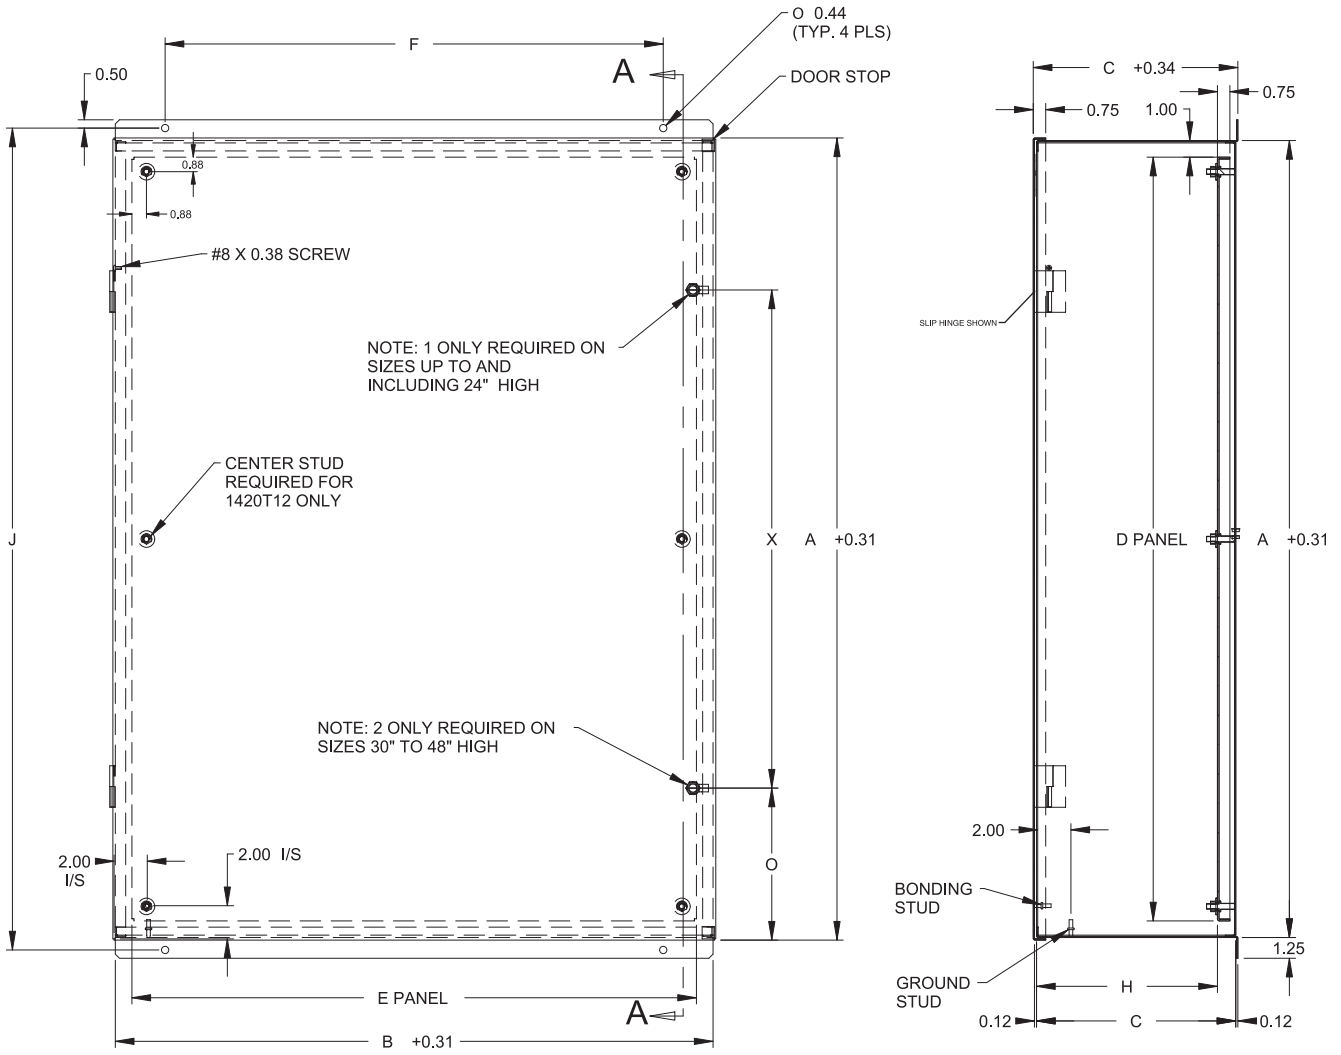 O 0.44
(TYP. 4 PLS)
F
A
0.50
DOOR STOP
0.88
0.88
#8 X 0.38 SCREW
NOTE: 1 ONLY REQUIRED ON
SIZES UP TO AND
INCLUDING 24" HIGH
CENTER STUD
REQUIRED FOR
1420T12 ONLY
J
X
A +0.31
NOTE: 2 ONLY REQUIRED ON
SIZES 30" TO 48" HIGH
2.00
I/S
2.00 I/S
O
E PANEL
A
B +0.31
C +0.34
0.75
0.75
1.00
SLIP HINGE SHOWN
D PANEL
A +0.31
2.00
BONDING
STUD
GROUND
STUD
1.25
H
0.12
C
0.12